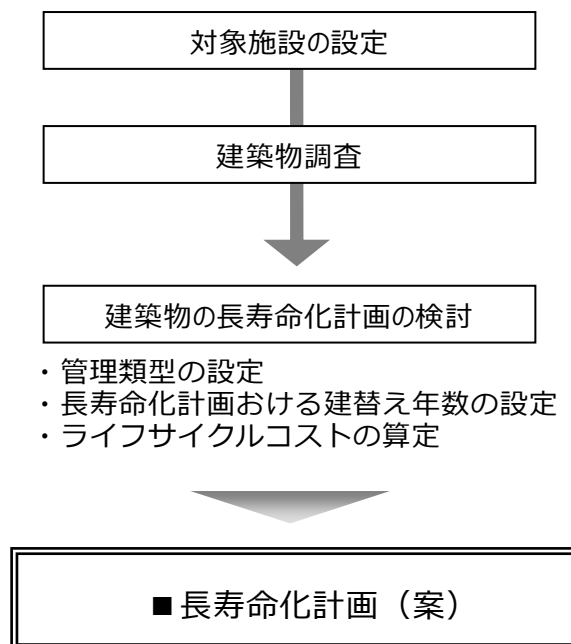 対象施設の設定
建築物調査
建築物の長寿命化計画の検討
・管理類型の設定
・長寿命化計画おける建替え年数の設定
・ライフサイクルコストの算定
■長寿命化計画（案）